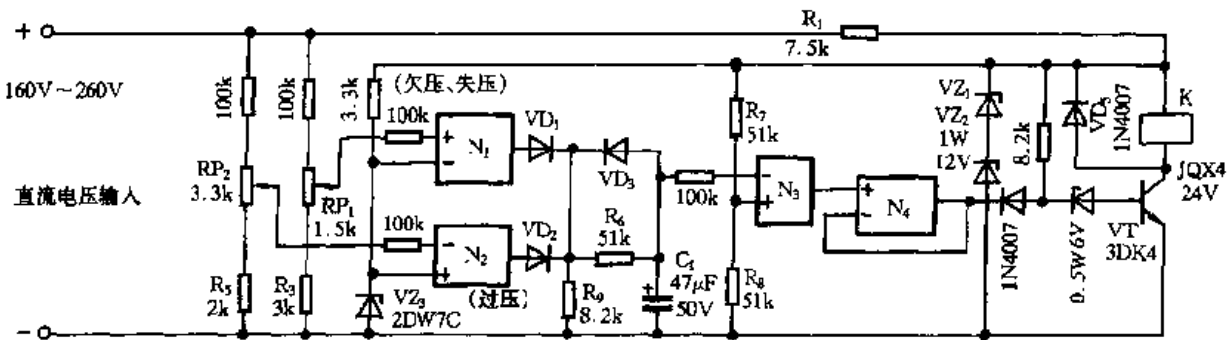 +
R₁
7.5k
160V～260V
100k
100k
3.3k
(欠压、失压)
100k
+
-
N₁
VD₁
VD₃
R₇
51k
VZ₁
VZ₂
1W
12V
8.2k
VD₅
1N4007
K
JQX4
24V
直流电压输入
RP₂
3.3k
RP₁
1.5k
100k
-
+
N₂
(过压)
VD₂
R₆
51k
100k
-
+
N₃
+
-
N₄
1N4007
0.5W6V
VT
3DK4
R₅
2k
R₃
3k
VZ₃
2DW7C
R₉
8.2k
C₁
+
47μF
50V
R₈
51k
-